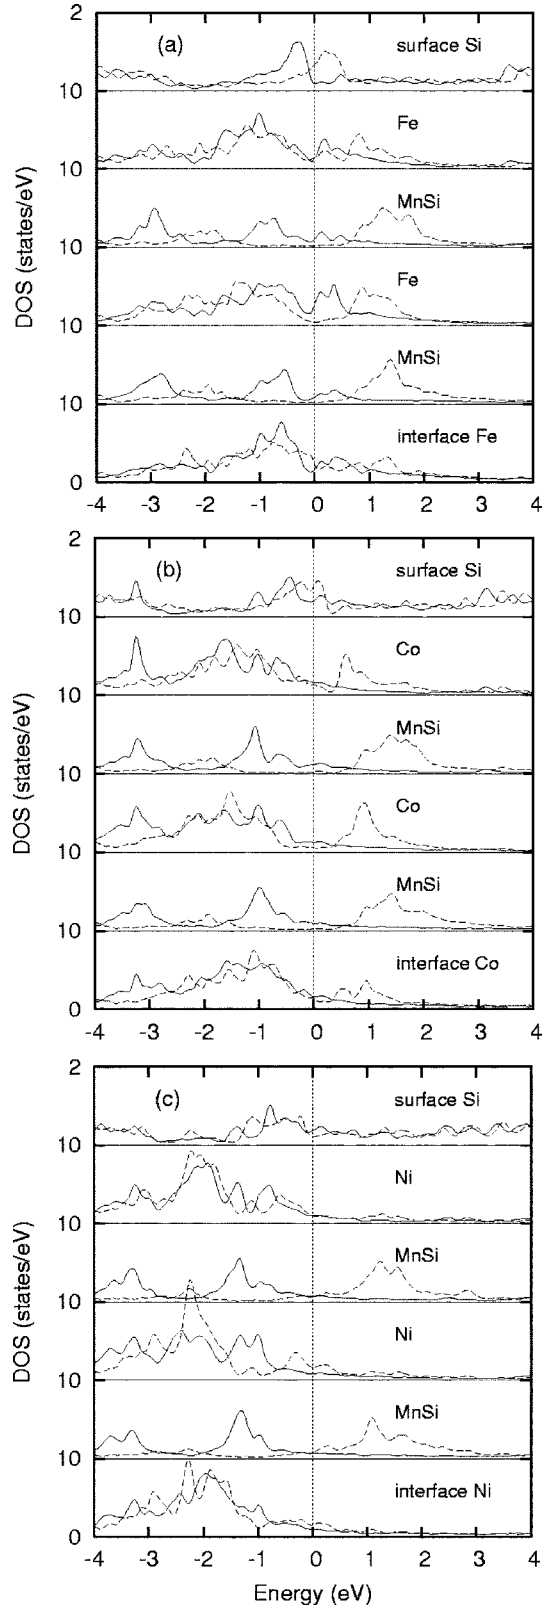 2
(a)
surface Si
10
Fe
10
MnSi
10
Fe
10
MnSi
10
interface Fe
0
DOS (states/eV)
-4 -3 -2 -1 0 1 2 3 4
2
(b)
surface Si
10
Co
10
MnSi
10
Co
10
MnSi
10
interface Co
0
DOS (states/eV)
-4 -3 -2 -1 0 1 2 3 4
2
(c)
surface Si
10
Ni
10
MnSi
10
Ni
10
MnSi
10
interface Ni
0
DOS (states/eV)
-4 -3 -2 -1 0 1 2 3 4
Energy (eV)